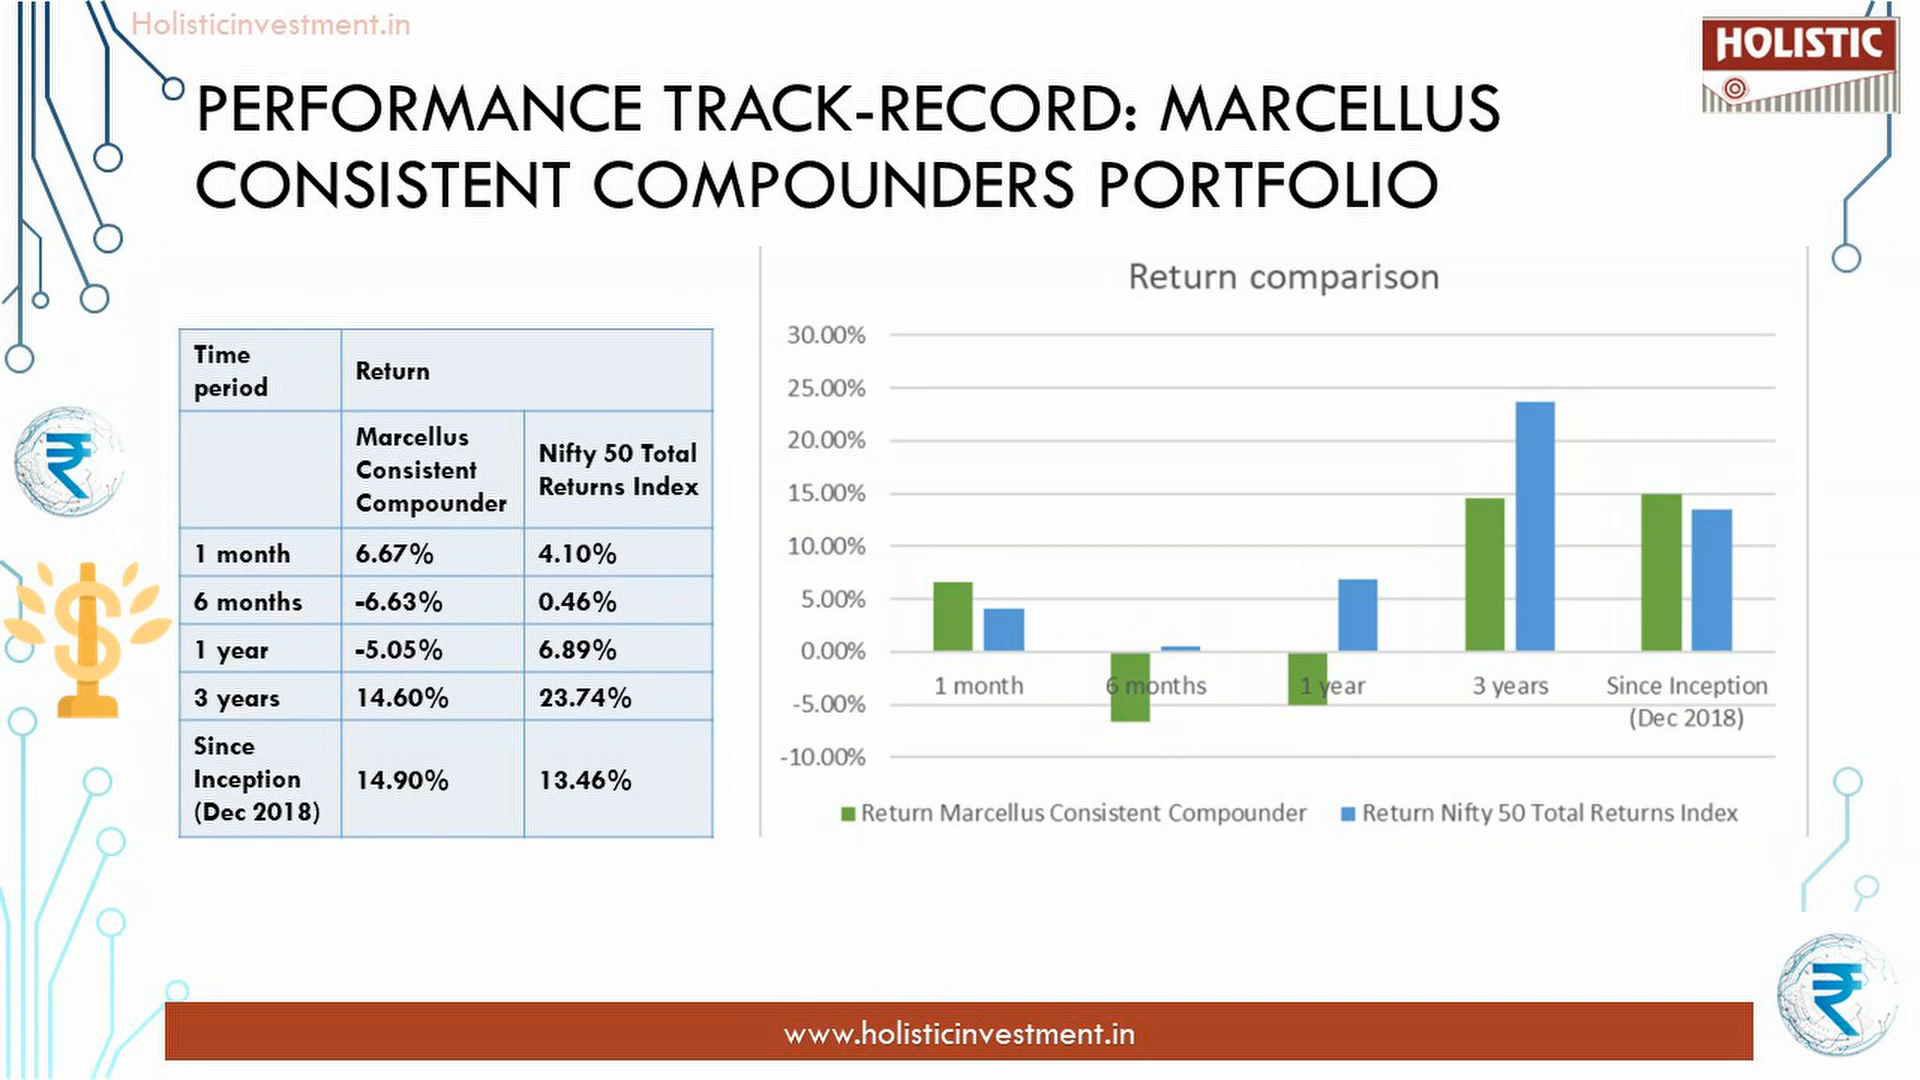 Holisticinvestment.in
HOLISTIC
PERFORMANCE TRACK-RECORD: MARCELLUS
CONSISTENT COMPOUNDERS PORTFOLIO
Time
period
Return
Marcellus
Consistent
Compounder
Nifty 50 Total
Returns Index
1 month
6.67%
4.10%
6 months
-6.63%
0.46%
1 year
-5.05%
6.89%
3 years
14.60%
23.74%
Since
Inception
(Dec 2018)
14.90%
13.46%
Return comparison
30.00%
25.00%
20.00%
15.00%
10.00%
5.00%
0.00%
-5.00%
-10.00%
1 month
6 months
1 year
3 years
Since Inception
(Dec 2018)
Return Marcellus Consistent Compounder
Return Nifty 50 Total Returns Index
www.holisticinvestment.in